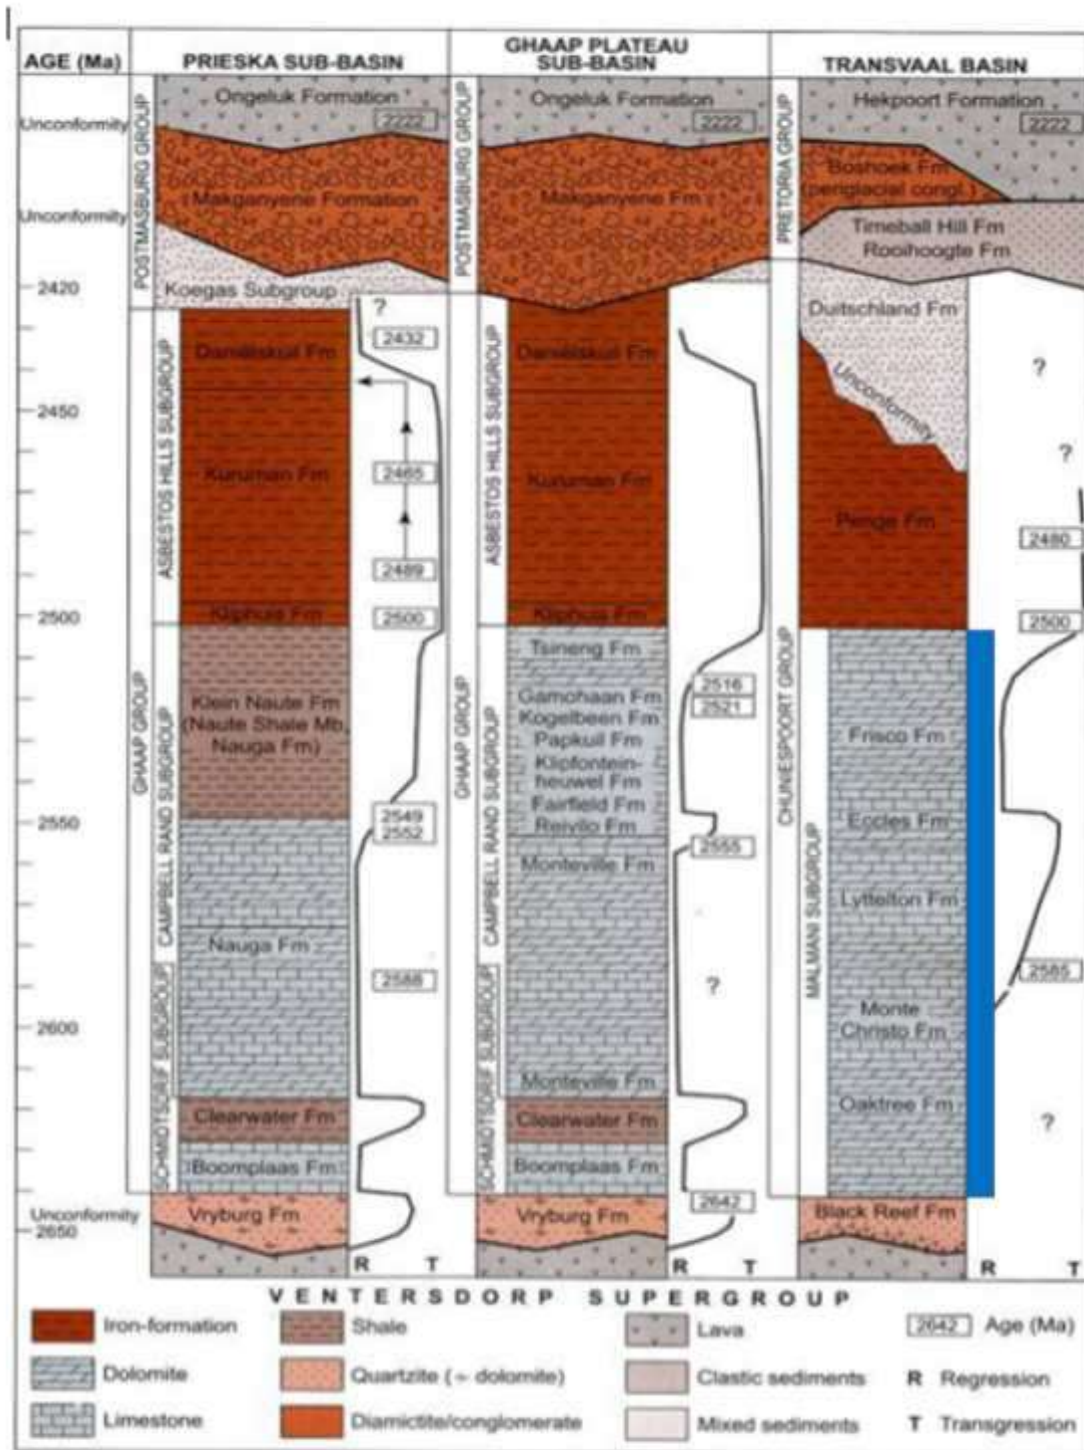 AGE (Ma)
PRIESKA SUB-BASIN
GHAAP PLATEAU
SUB-BASIN
TRANSVAAL BASIN
Unconformity
Unconformity
2420
2450
2500
2550
2600
Unconformity
2650
POSTMASBURG GROUP
GHAAP GROUP
ASBESTOS HILLS SUBGROUP
CAMPBELL RAND SUBGROUP
SCHMIDTSDRIF SUBGROUP
Ongeluk Formation
2222
Makganyene Formation
Koegas Subgroup
?
2432
Daniëlskuil Fm
Kuruman Fm
2465
2489
Kliphuis Fm
2500
Klein Naute Fm
(Naute Shale Mb,
Nauga Fm)
2549
2552
Nauga Fm
2588
Clearwater Fm
Boomplaas Fm
Vryburg Fm
R T
POSTMASBURG GROUP
GHAAP GROUP
ASBESTOS HILLS SUBGROUP
CAMPBELL RAND SUBGROUP
SCHMIDTSDRIF SUBGROUP
Ongeluk Formation
2222
Makganyene Fm
Daniëlskuil Fm
Kuruman Fm
Kliphuis Fm
Tsineng Fm
2516
Gamohaan Fm
2521
Kogelbeen Fm
Papkuil Fm
Klipfontein-
heuwel Fm
Fairfield Fm
Reivilo Fm
2555
Monteville Fm
?
Monteville Fm
Clearwater Fm
Boomplaas Fm
2642
Vryburg Fm
R T
PRETORIA GROUP
CHUNIESPOORT GROUP
MALMANI SUBGROUP
Hekpoort Formation
2222
Boshoek Fm
(periglacial congl.)
Timeball Hill Fm
Rooihoogte Fm
Duitschland Fm
?
Unconformity
?
Penge Fm
2480
2500
Frisco Fm
Eccles Fm
Lyttelton Fm
2585
Monte
Christo Fm
Oaktree Fm
?
Black Reef Fm
R T
VENTERSDORP SUPERGROUP
Iron-formation
Shale
Lava
2642 Age (Ma)
Dolomite
Quartzite (÷ dolomite)
Clastic sediments
R Regression
Limestone
Diamictite/conglomerate
Mixed sediments
T Transgression